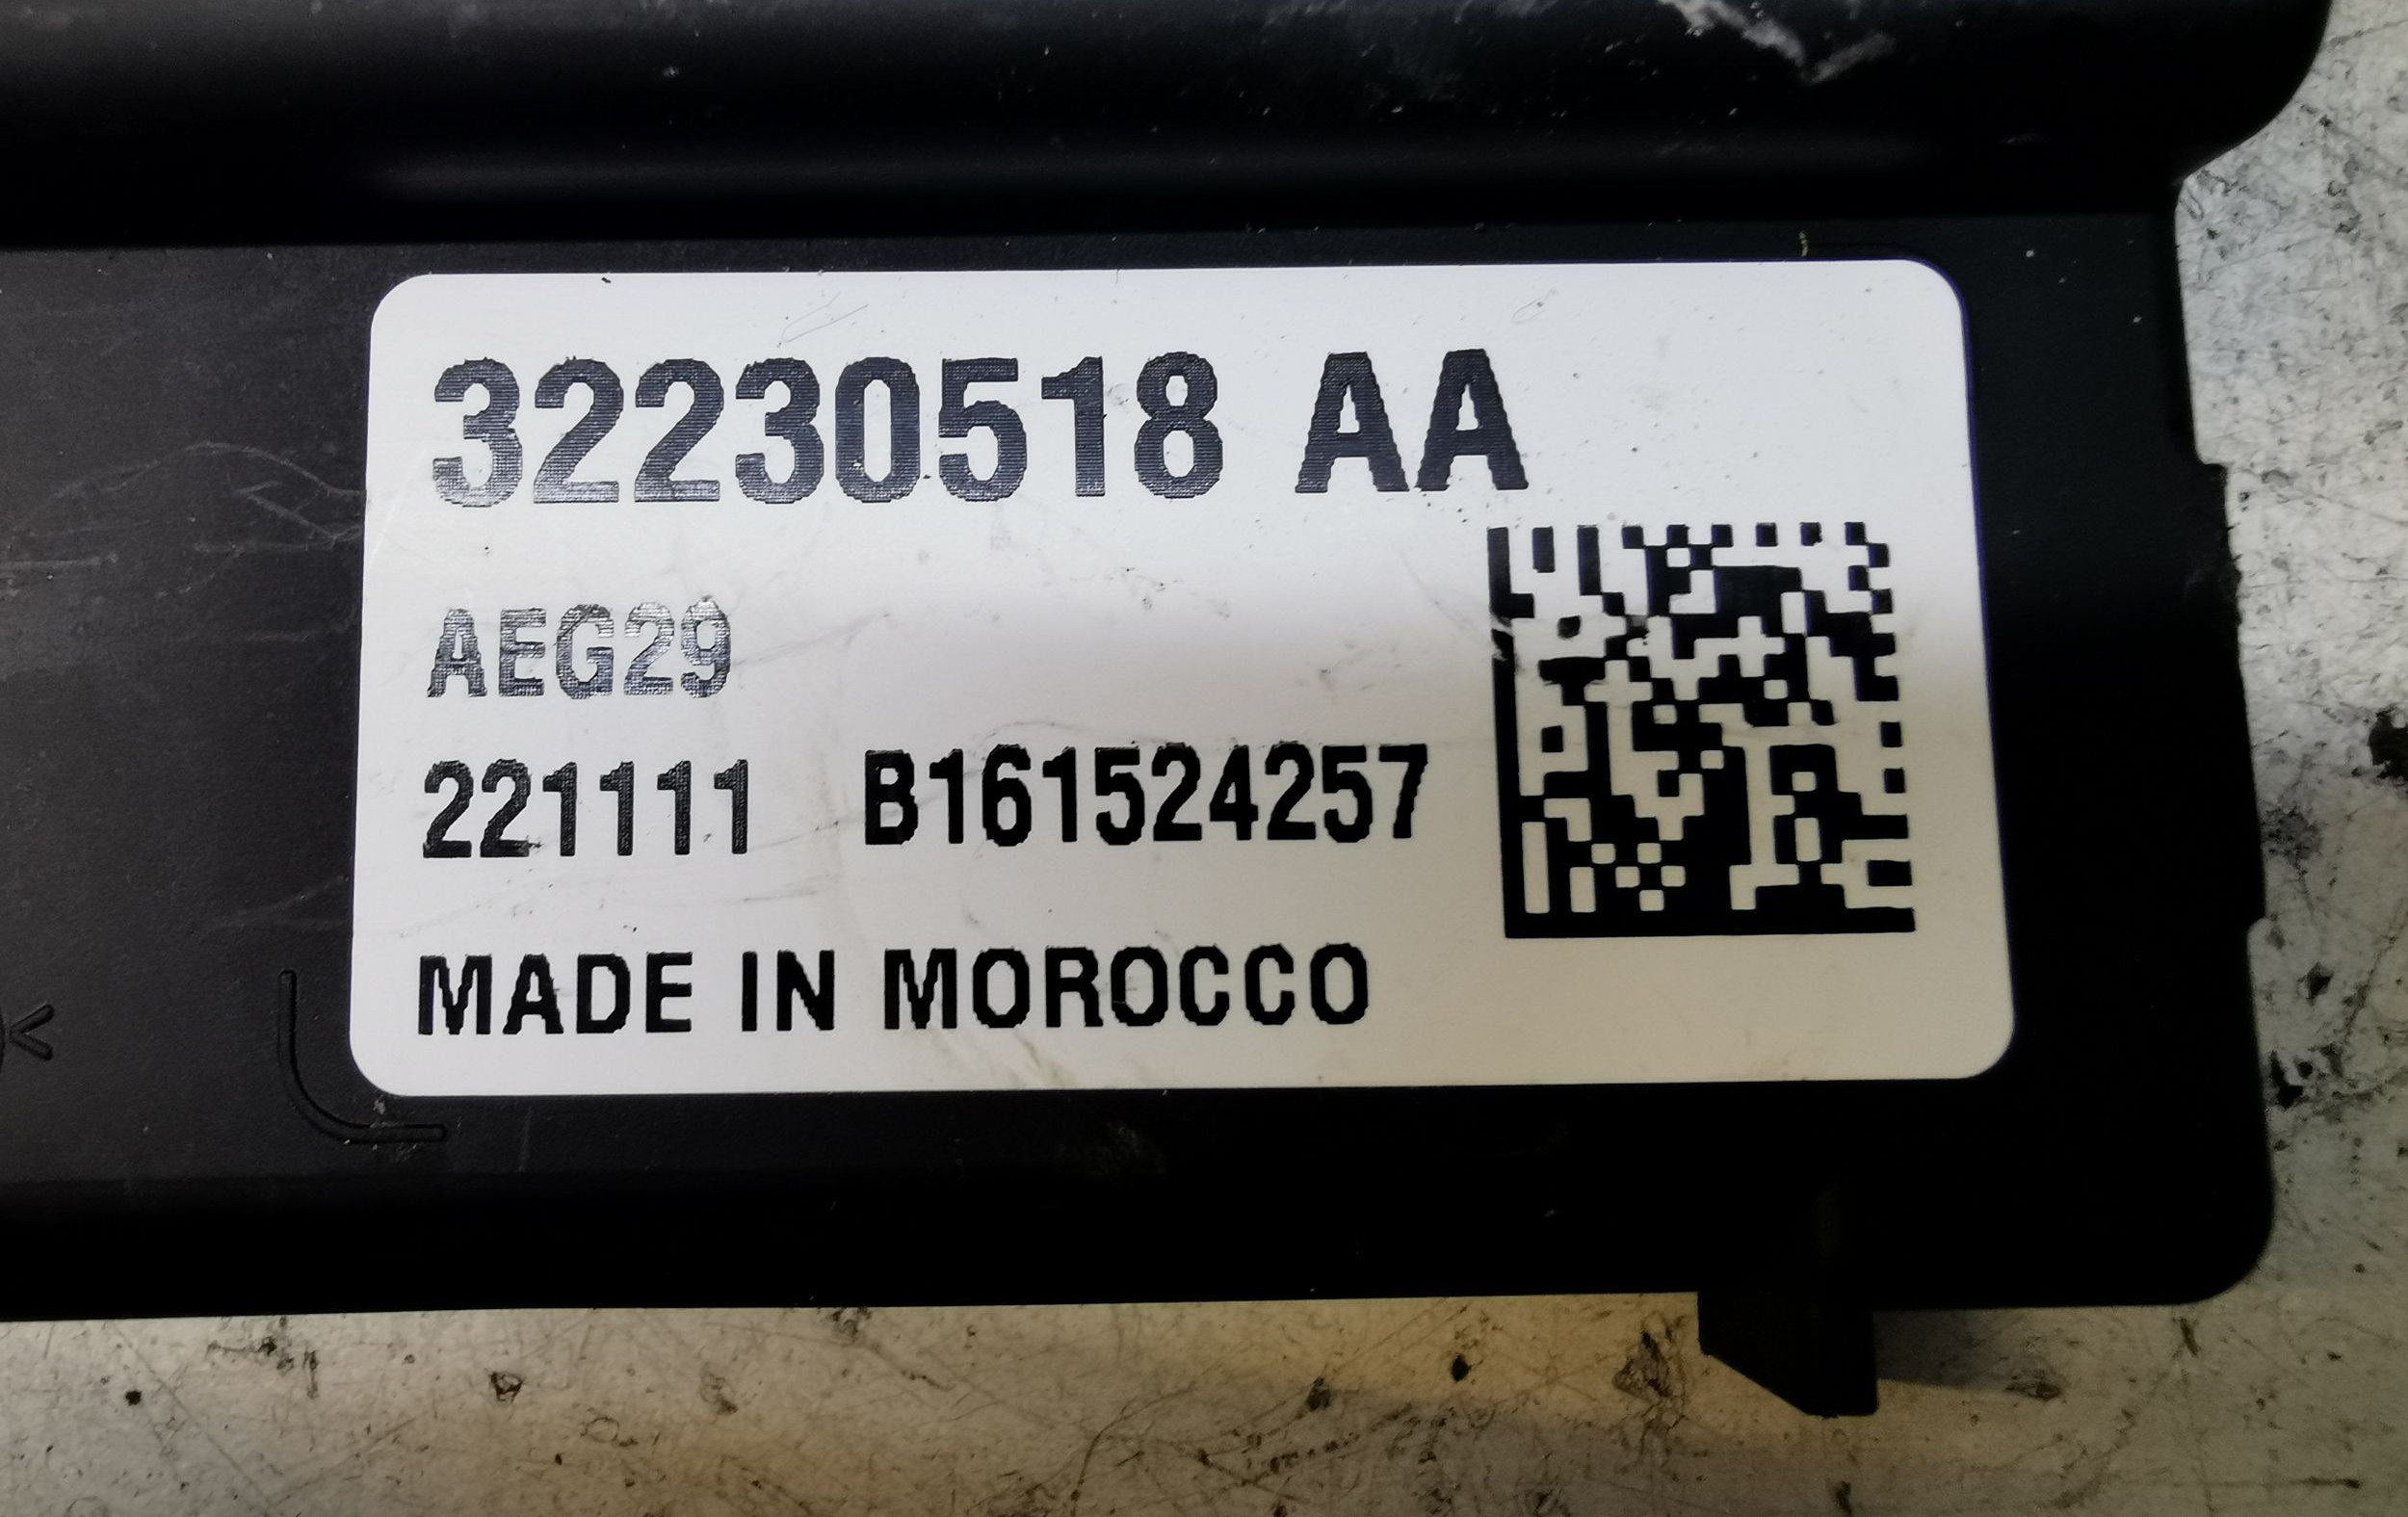 32230518 AA
AEG29
221111 B161524257
MADE IN MOROCCO